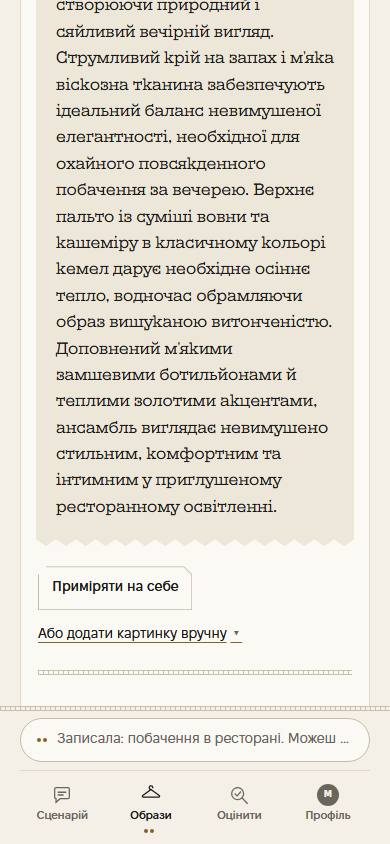 створюючи природний і
сяйливий вечірній вигляд.
Струмливий крій на запах і м'яка
віскозна тканина забезпечують
ідеальний баланс невимушеної
елегантності, необхідної для
охайного повсякденного
побачення за вечерею. Верхнє
пальто із суміші вовни та
кашеміру в класичному кольорі
кемел дарує необхідне осіннє
тепло, водночас обрамляючи
образ вишуканою витонченістю.
Доповнений м'якими
замшевими ботильйонами й
теплими золотими акцентами,
ансамбль виглядає невимушено
стильним, комфортним та
інтимним у приглушеному
ресторанному освітленні.
Приміряти на себе
Або додати картинку вручну
Записала: побачення в ресторані. Можеш ...
Сценарій
Образи
Оцінити
М
Профіль